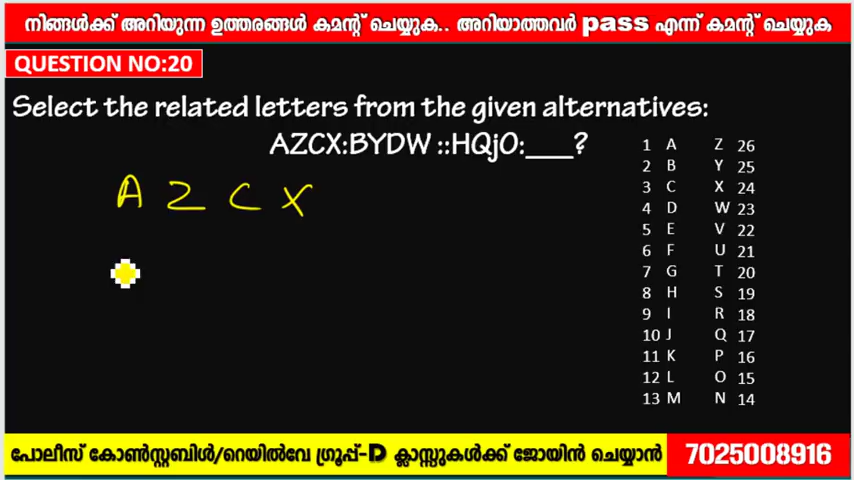 നിങ്ങൾക്ക് അറിയുന്ന ഉത്തരങ്ങൾ കമന്റ് ചെയ്യുക.. അറിയാത്തവർ pass എന്ന് കമന്റ് ചെയ്യുക
QUESTION NO:20
Select the related letters from the given alternatives:
AZCX:BYDW ::HQjO:___?
A Z C X
1 A Z 26
2 B Y 25
3 C X 24
4 D W 23
5 E V 22
6 F U 21
7 G T 20
8 H S 19
9 I R 18
10 J Q 17
11 K P 16
12 L O 15
13 M N 14
പോലീസ് കോൺസ്റ്റബിൾ/റെയിൽവേ ഗ്രൂപ്പ്-D ക്ലാസ്സുകൾക്ക് ജോയിൻ ചെയ്യാൻ 7025008916